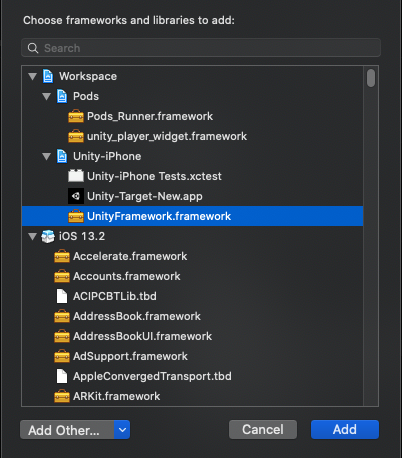 Choose frameworks and libraries to add:
Search
Workspace
Pods
Pods_Runner.framework
unity_player_widget.framework
Unity-iPhone
Unity-iPhone Tests.xctest
Unity-Target-New.app
UnityFramework.framework
iOS 13.2
Accelerate.framework
Accounts.framework
ACIPCBTLib.tbd
AddressBook.framework
AddressBookUI.framework
AdSupport.framework
AppleConvergedTransport.tbd
ARKit.framework
Add Other... Cancel Add